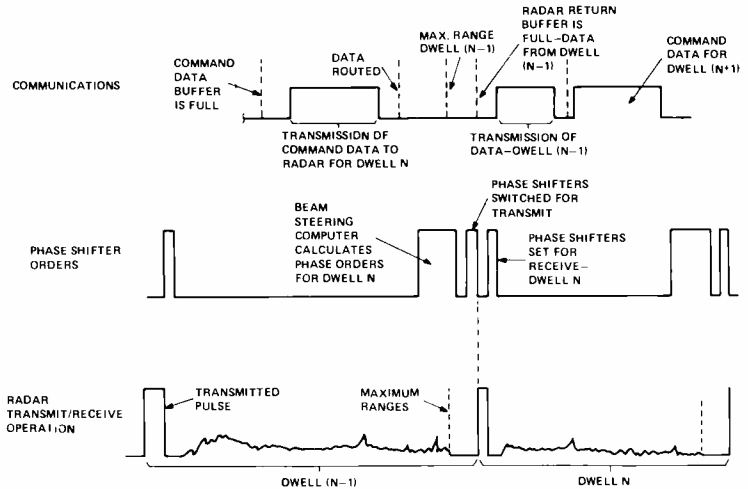 COMMUNICATIONS
COMMAND
DATA
BUFFER
IS FULL
DATA
ROUTED
MAX. RANGE
DWELL (N−1)
RADAR RETURN
BUFFER IS
FULL-DATA
FROM DWELL
(N−1)
COMMAND
DATA FOR
DWELL (N+1)
TRANSMISSION OF
COMMAND DATA TO
RADAR FOR DWELL N
TRANSMISSION OF
DATA-OWELL (N−1)
PHASE SHIFTER
ORDERS
BEAM
STEERING
COMPUTER
CALCULATES
PHASE ORDERS
FOR DWELL N
PHASE SHIFTERS
SWITCHED FOR
TRANSMIT
PHASE SHIFTERS
SET FOR
RECEIVE–
DWELL N
RADAR
TRANSMIT/RECEIVE
OPERATION
TRANSMITTED
PULSE
MAXIMUM
RANGES
DWELL (N−1)
DWELL N